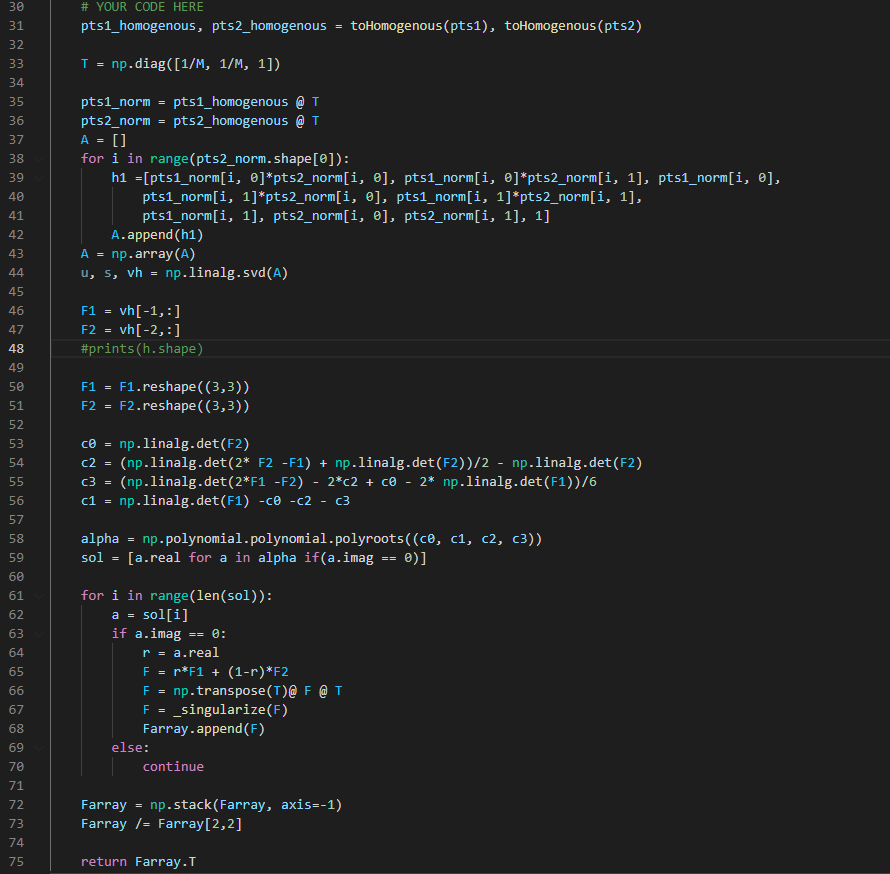 30 # YOUR CODE HERE
31 pts1_homogenous, pts2_homogenous = toHomogenous(pts1), toHomogenous(pts2)
32
33 T = np.diag([1/M, 1/M, 1])
34
35 pts1_norm = pts1_homogenous @ T
36 pts2_norm = pts2_homogenous @ T
37 A = []
38 for i in range(pts2_norm.shape[0]):
39 h1 =[pts1_norm[i, 0]*pts2_norm[i, 0], pts1_norm[i, 0]*pts2_norm[i, 1], pts1_norm[i, 0],
40 pts1_norm[i, 1]*pts2_norm[i, 0], pts1_norm[i, 1]*pts2_norm[i, 1],
41 pts1_norm[i, 1], pts2_norm[i, 0], pts2_norm[i, 1], 1]
42 A.append(h1)
43 A = np.array(A)
44 u, s, vh = np.linalg.svd(A)
45
46 F1 = vh[-1,:]
47 F2 = vh[-2,:]
48 #prints(h.shape)
49
50 F1 = F1.reshape((3,3))
51 F2 = F2.reshape((3,3))
52
53 c0 = np.linalg.det(F2)
54 c2 = (np.linalg.det(2* F2 -F1) + np.linalg.det(F2))/2 - np.linalg.det(F2)
55 c3 = (np.linalg.det(2*F1 -F2) - 2*c2 + c0 - 2* np.linalg.det(F1))/6
56 c1 = np.linalg.det(F1) -c0 -c2 - c3
57
58 alpha = np.polynomial.polynomial.polyroots((c0, c1, c2, c3))
59 sol = [a.real for a in alpha if(a.imag == 0)]
60
61 for i in range(len(sol)):
62 a = sol[i]
63 if a.imag == 0:
64 r = a.real
65 F = r*F1 + (1-r)*F2
66 F = np.transpose(T)@ F @ T
67 F = _singularize(F)
68 Farray.append(F)
69 else:
70 continue
71
72 Farray = np.stack(Farray, axis=-1)
73 Farray /= Farray[2,2]
74
75 return Farray.T